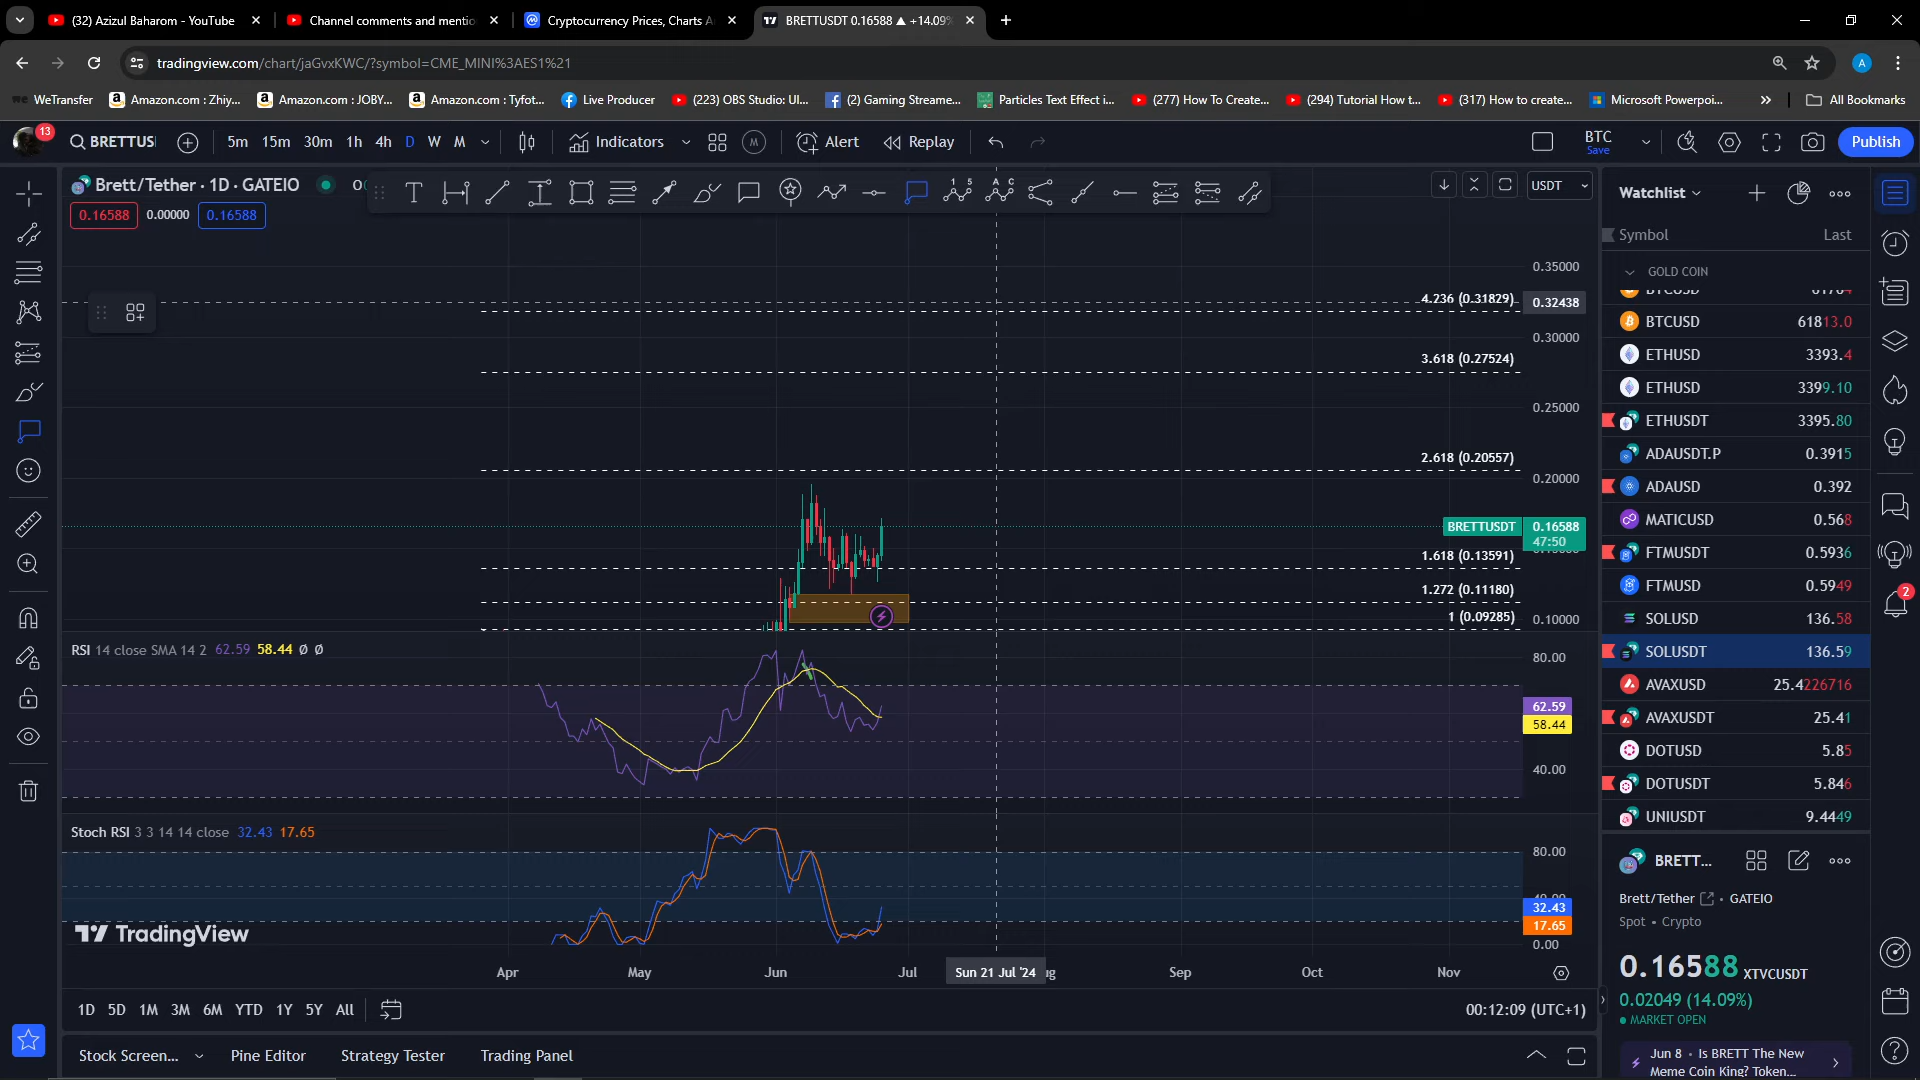 (32) Azizul Baharom - YouTube
Channel comments and mentio
Cryptocurrency Prices, Charts A
BRETTUSDT 0.16588 ▲ +14.09%
tradingview.com/chart/jaGvxKWC/?symbol=CME_MINI%3AES1%21
A
WeTransfer
Amazon.com : Zhiy...
Amazon.com : JOBY...
Amazon.com : Tyfot...
Live Producer
(223) OBS Studio: Ul...
(2) Gaming Streame...
Particles Text Effect i...
(277) How To Create...
(294) Tutorial How t...
(317) How to create...
Microsoft Powerpoi...
All Bookmarks
13
BRETTUS
5m 15m 30m 1h 4h D W M
Indicators
M
Alert
Replay
BTC
Save
Publish
Brett/Tether · 1D · GATEIO
0.16588 0.00000 0.16588
USDT
0.35000
0.32438
0.30000
0.25000
0.20000
BRETTUSDT 0.16588
47:50
0.10000
4.236 (0.31829)
3.618 (0.27524)
2.618 (0.20557)
1.618 (0.13591)
1.272 (0.11180)
1 (0.09285)
RSI 14 close SMA 14 2 62.59 58.44 Ø Ø
80.00
62.59
58.44
40.00
Stoch RSI 3 3 14 14 close 32.43 17.65
80.00
40.00
32.43
17.65
0.00
TradingView
Apr May Jun Jul Sun 21 Jul '24 ug Sep Oct Nov
1D 5D 1M 3M 6M YTD 1Y 5Y All
00:12:09 (UTC+1)
Stock Screen... Pine Editor Strategy Tester Trading Panel
Watchlist
Symbol Last
GOLD COIN
BTCUSD 61813.0
ETHUSD 3393.4
ETHUSD 3399.10
ETHUSDT 3395.80
ADAUSDT.P 0.3915
ADAUSD 0.392
MATICUSD 0.568
FTMUSDT 0.5936
FTMUSD 0.5949
SOLUSD 136.58
SOLUSDT 136.59
AVAXUSD 25.4226716
AVAXUSDT 25.41
DOTUSD 5.85
DOTUSDT 5.846
UNIUSDT 9.4449
2
BRETT...
Brett/Tether · GATEIO
Spot • Crypto
0.16588 XTVCUSDT
0.02049 (14.09%)
MARKET OPEN
Jun 8 • Is BRETT The New
Meme Coin King? Token...